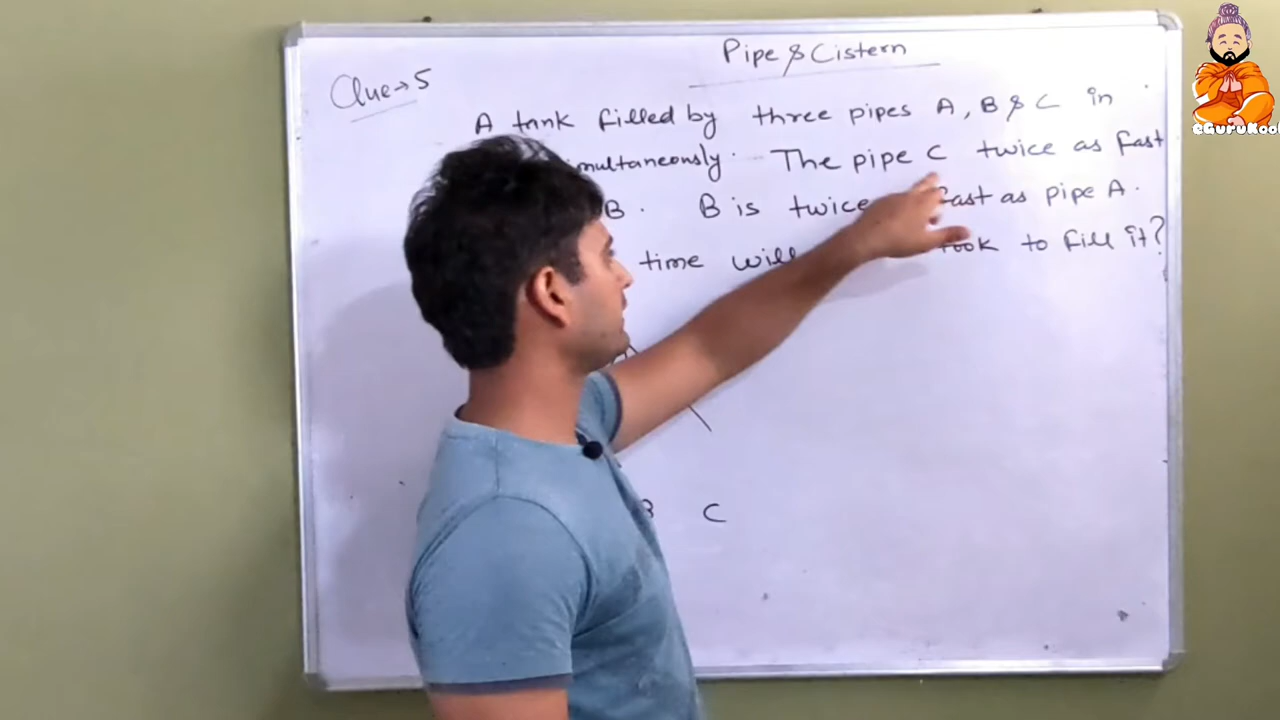 Pipe & Cistern
Clue → 5
A tank filled by three pipes A, B & C in
simultaneously. The pipe C twice as fast
B. B is twice fast as pipe A.
time will took to fill it?
B C
eGuruKool